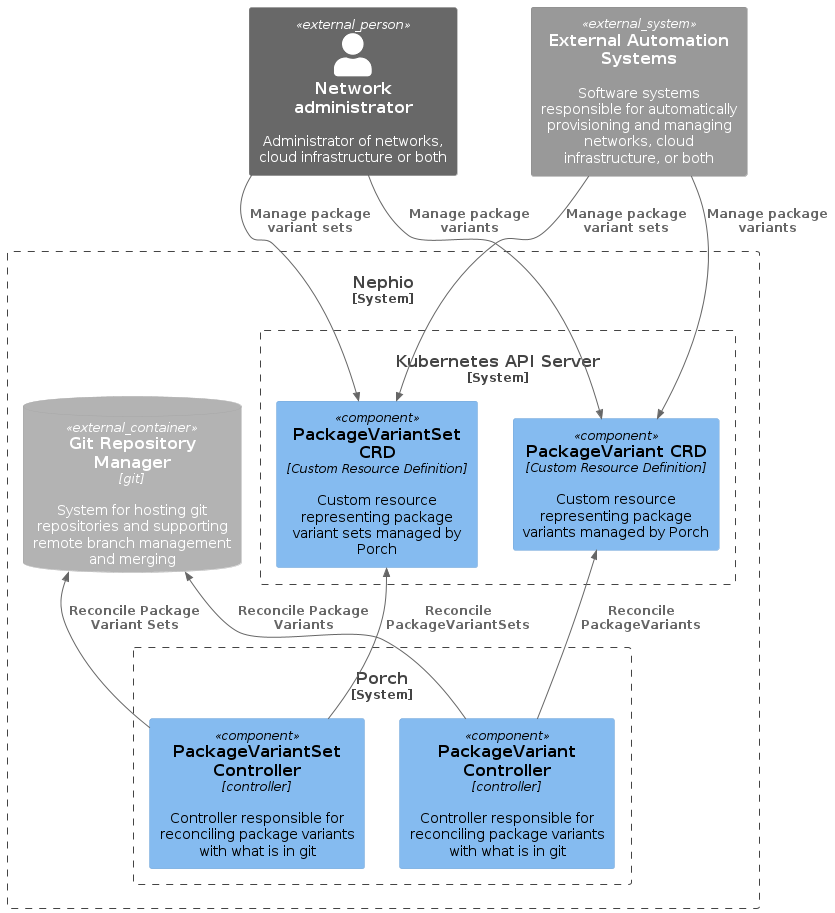 «external_person»
Network
administrator
Administrator of networks,
cloud infrastructure or both
«external_system»
External Automation
Systems
Software systems
responsible for automatically
provisioning and managing
networks, cloud
infrastructure, or both
Manage package
variant sets
Manage package
variants
Manage package
variant sets
Manage package
variants
Nephio
[System]
Kubernetes API Server
[System]
«external_container»
Git Repository
Manager
[git]
System for hosting git
repositories and supporting
remote branch management
and merging
«component»
PackageVariantSet
CRD
[Custom Resource Definition]
Custom resource
representing package
variant sets managed by
Porch
«component»
PackageVariant CRD
[Custom Resource Definition]
Custom resource
representing package
variants managed by Porch
Reconcile Package
Variant Sets
Reconcile Package
Variants
Reconcile
PackageVariantSets
Reconcile
PackageVariants
Porch
[System]
«component»
PackageVariantSet
Controller
[controller]
Controller responsible for
reconciling package variants
with what is in git
«component»
PackageVariant
Controller
[controller]
Controller responsible for
reconciling package variants
with what is in git